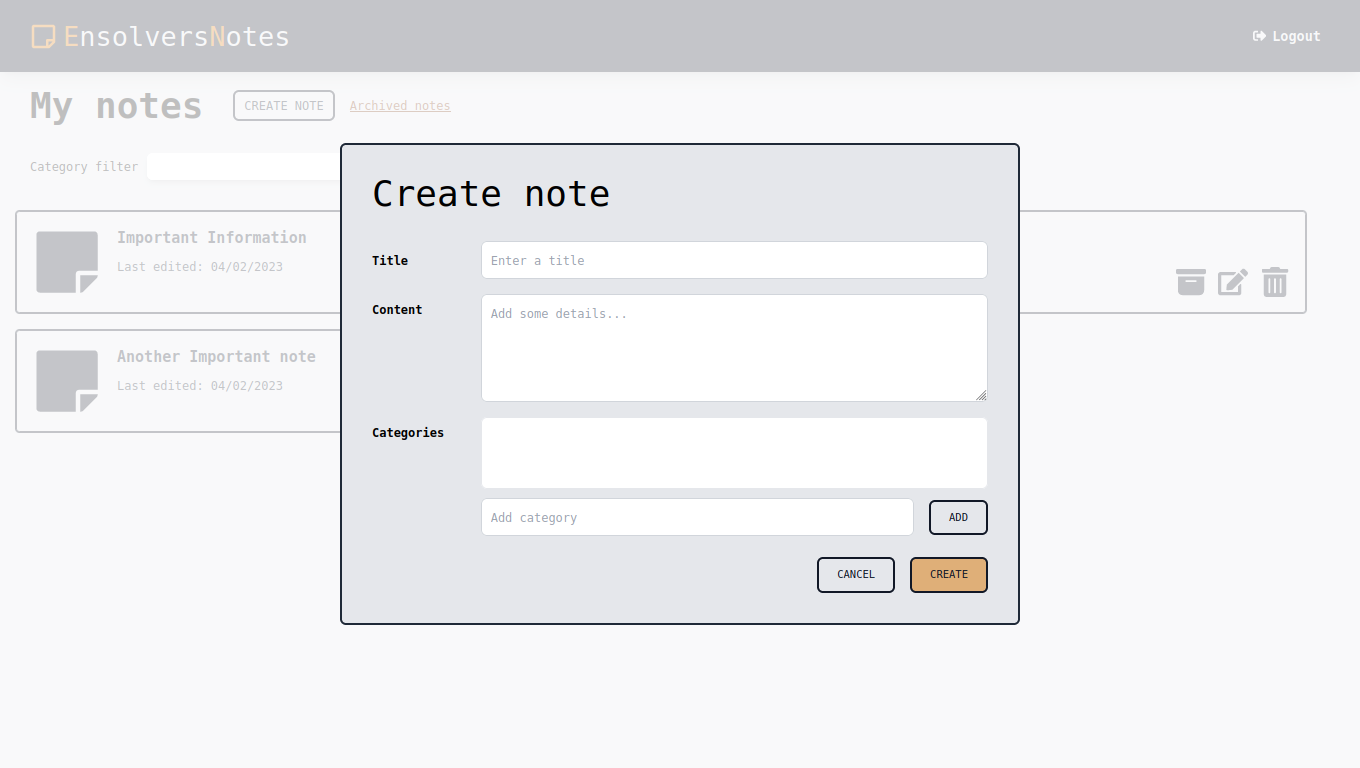 EnsolversNotes
Logout
My notes
CREATE NOTE
Archived notes
Category filter
Important Information
Last edited: 04/02/2023
Another Important note
Last edited: 04/02/2023
Create note
Title
Enter a title
Content
Add some details...
Categories
Add category
ADD
CANCEL
CREATE